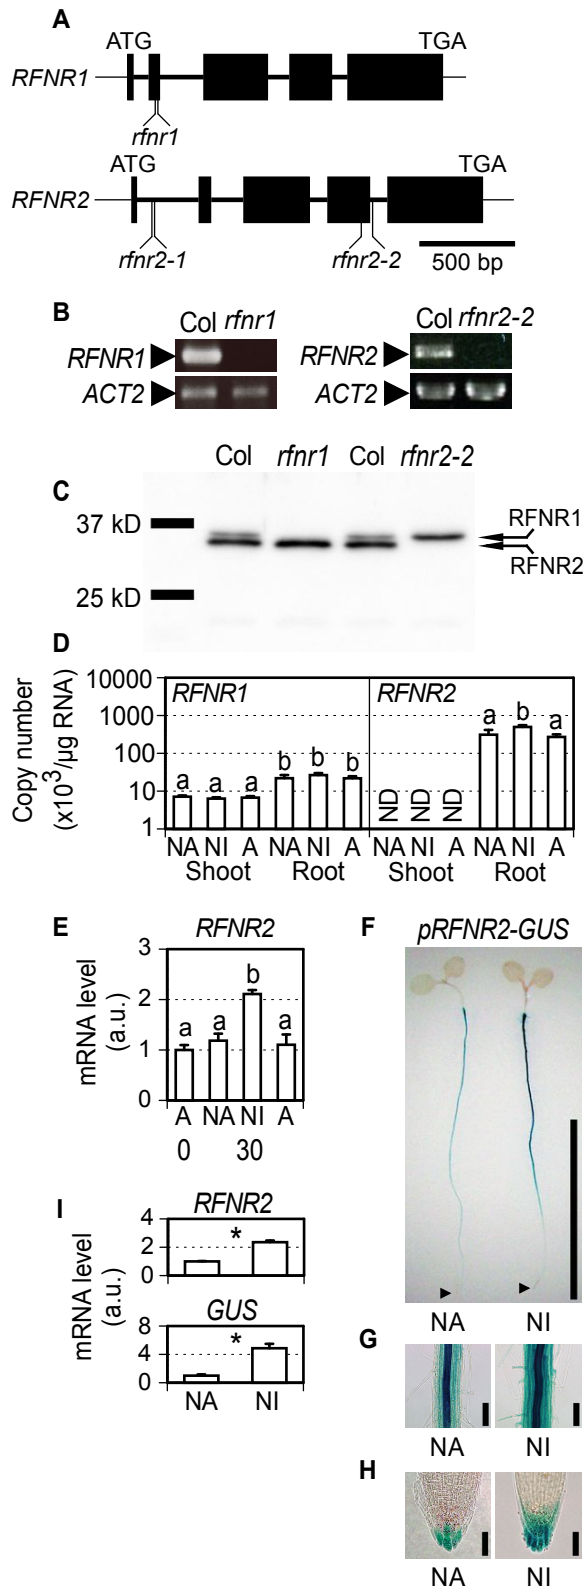 A
ATG TGA
RFNR1
rfnr1
ATG TGA
RFNR2
rfnr2-1 rfnr2-2
500 bp
B
Col rfnr1 Col rfnr2-2
RFNR1 RFNR2
ACT2 ACT2
Col rfnr1 Col rfnr2-2
C
37 kD RFNR1
25 kD RFNR2
D
Copy number
(x10³/µg RNA)
10000
1000
100
10
1
RFNR1 RFNR2
a a a b b b ND ND ND a b a
NA NI A NA NI A NA NI A NA NI A
Shoot Root Shoot Root
E
RFNR2
mRNA level
(a.u.)
3
2
1
0
a a b a
A NA NI A
0 30
F
pRFNR2-GUS
NA NI
G
NA NI
H
NA NI
I
mRNA level
(a.u.)
RFNR2
4
2
0
*
GUS
8
4
0
*
NA NI